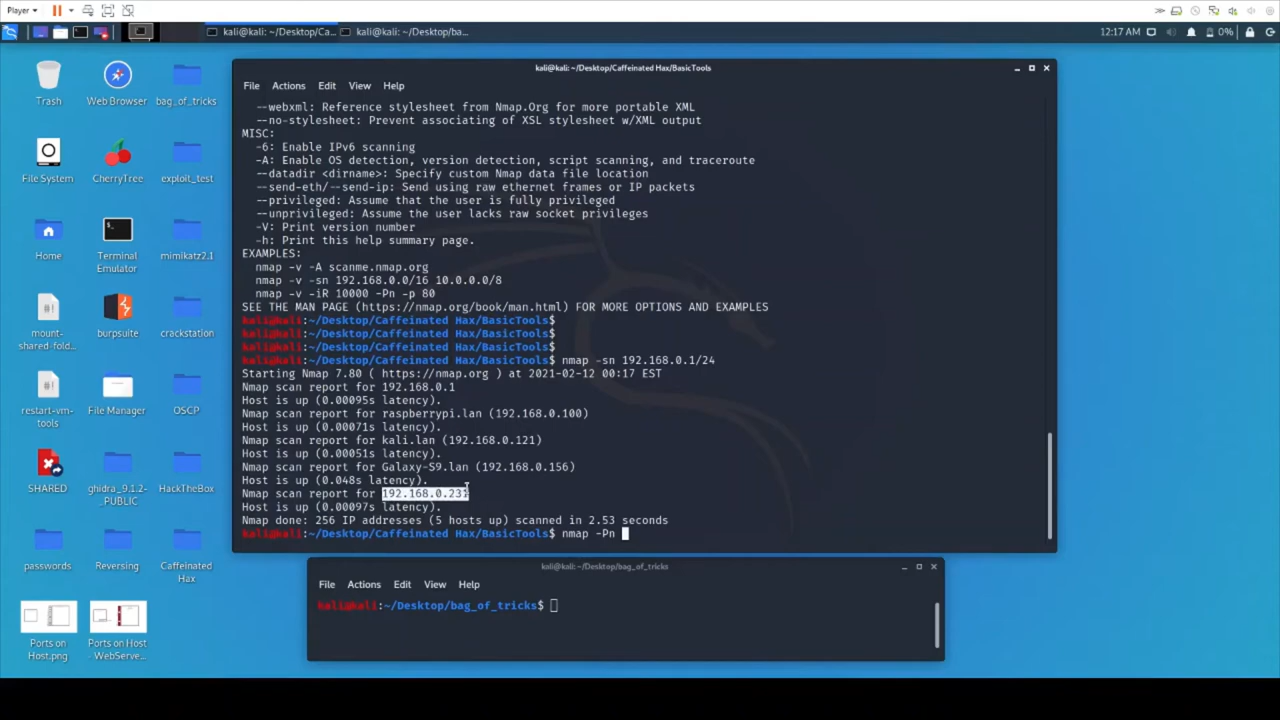 Player
kali@kali: ~/Desktop/Ca...
kali@kali: ~/Desktop/ba...
12:17 AM
0%
Trash
Web Browser
bag_of_tricks
File System
CherryTree
exploit_test
Home
Terminal
Emulator
mimikatz2.1
mount-
shared-fold...
burpsuite
crackstation
restart-vm-
tools
File Manager
OSCP
SHARED
ghidra_9.1.2-
_PUBLIC
HackTheBox
passwords
Reversing
Caffeinated
Hax
Ports on
Host.png
Ports on Host
- WebServe...
kali@kali: ~/Desktop/Caffeinated Hax/BasicTools
File Actions Edit View Help
--webxml: Reference stylesheet from Nmap.Org for more portable XML
--no-stylesheet: Prevent associating of XSL stylesheet w/XML output
MISC:
-6: Enable IPv6 scanning
-A: Enable OS detection, version detection, script scanning, and traceroute
--datadir <dirname>: Specify custom Nmap data file location
--send-eth/--send-ip: Send using raw ethernet frames or IP packets
--privileged: Assume that the user is fully privileged
--unprivileged: Assume the user lacks raw socket privileges
-V: Print version number
-h: Print this help summary page.
EXAMPLES:
nmap -v -A scanme.nmap.org
nmap -v -sn 192.168.0.0/16 10.0.0.0/8
nmap -v -iR 10000 -Pn -p 80
SEE THE MAN PAGE (https://nmap.org/book/man.html) FOR MORE OPTIONS AND EXAMPLES
kali@kali:~/Desktop/Caffeinated Hax/BasicTools$
kali@kali:~/Desktop/Caffeinated Hax/BasicTools$
kali@kali:~/Desktop/Caffeinated Hax/BasicTools$
kali@kali:~/Desktop/Caffeinated Hax/BasicTools$ nmap -sn 192.168.0.1/24
Starting Nmap 7.80 ( https://nmap.org ) at 2021-02-12 00:17 EST
Nmap scan report for 192.168.0.1
Host is up (0.00095s latency).
Nmap scan report for raspberrypi.lan (192.168.0.100)
Host is up (0.00071s latency).
Nmap scan report for kali.lan (192.168.0.121)
Host is up (0.00051s latency).
Nmap scan report for Galaxy-S9.lan (192.168.0.156)
Host is up (0.048s latency).
Nmap scan report for 192.168.0.231
Host is up (0.00097s latency).
Nmap done: 256 IP addresses (5 hosts up) scanned in 2.53 seconds
kali@kali:~/Desktop/Caffeinated Hax/BasicTools$ nmap -Pn
kali@kali: ~/Desktop/bag_of_tricks
File Actions Edit View Help
kali@kali:~/Desktop/bag_of_tricks$